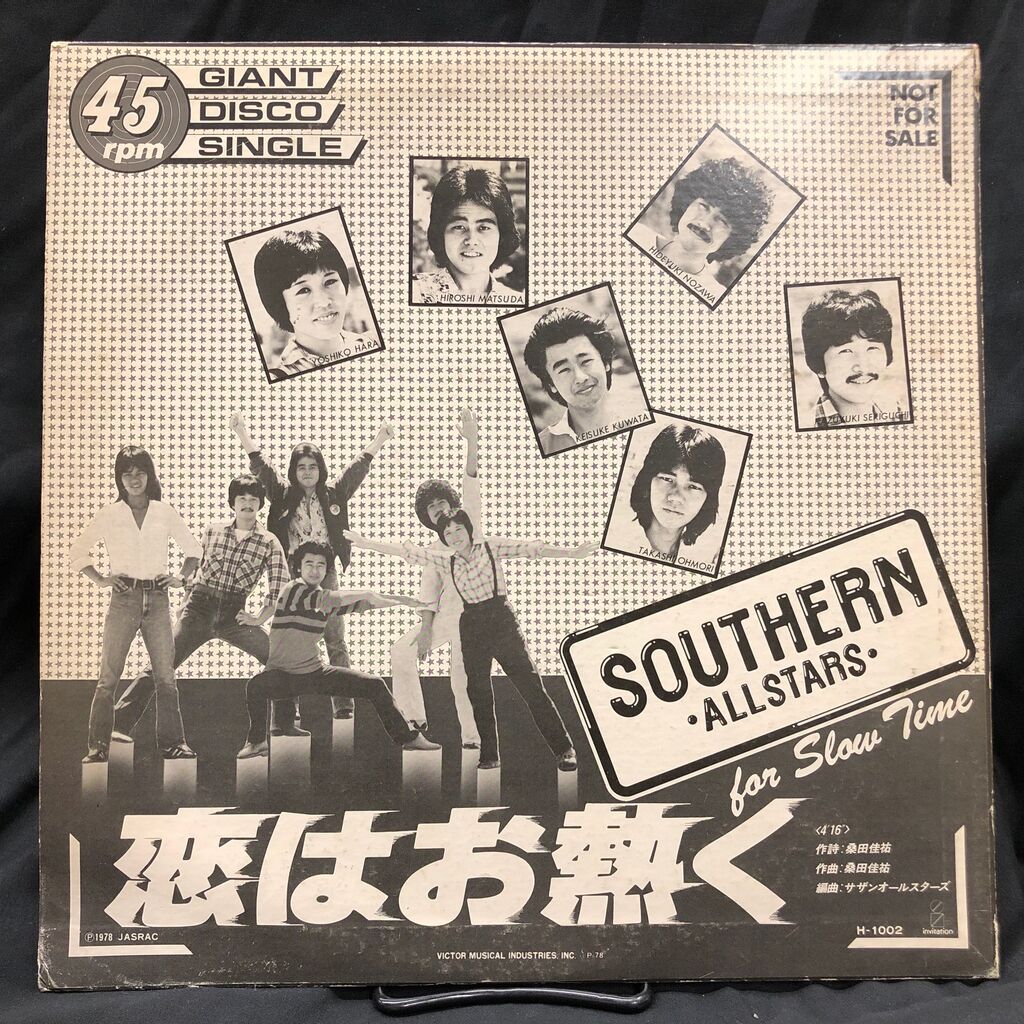 45 rpm
GIANT
DISCO
SINGLE
NOT
FOR
SALE
YOSHIKO HARA
HIROSHI MATSUDA
HIDEYUKI NOZAWA
KEISUKE KUWATA
SEKIGUCHI
TAKASHI OHMORI
SOUTHERN
•ALLSTARS•
for Slow Time
恋はお熱く
〈4'16"〉
作詩:桑田佳祐
作曲:桑田佳祐
編曲:サザンオールスターズ
Ⓟ1978 JASRAC
H-1002
invitation
VICTOR MUSICAL INDUSTRIES, INC.
P-78